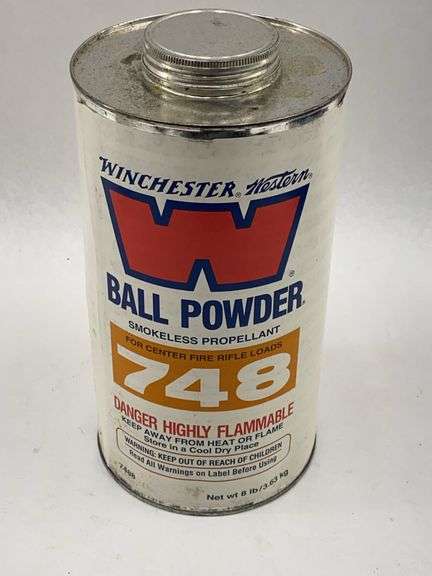 WINCHESTER® Western®
W®
BALL POWDER®
SMOKELESS PROPELLANT
FOR CENTER FIRE RIFLE LOADS
748
DANGER HIGHLY FLAMMABLE
KEEP AWAY FROM HEAT OR FLAME
Store in a Cool Dry Place
WARNING: KEEP OUT OF REACH OF CHILDREN
Read All Warnings on Label Before Using
7488
Net wt 8 lb/3.63 kg